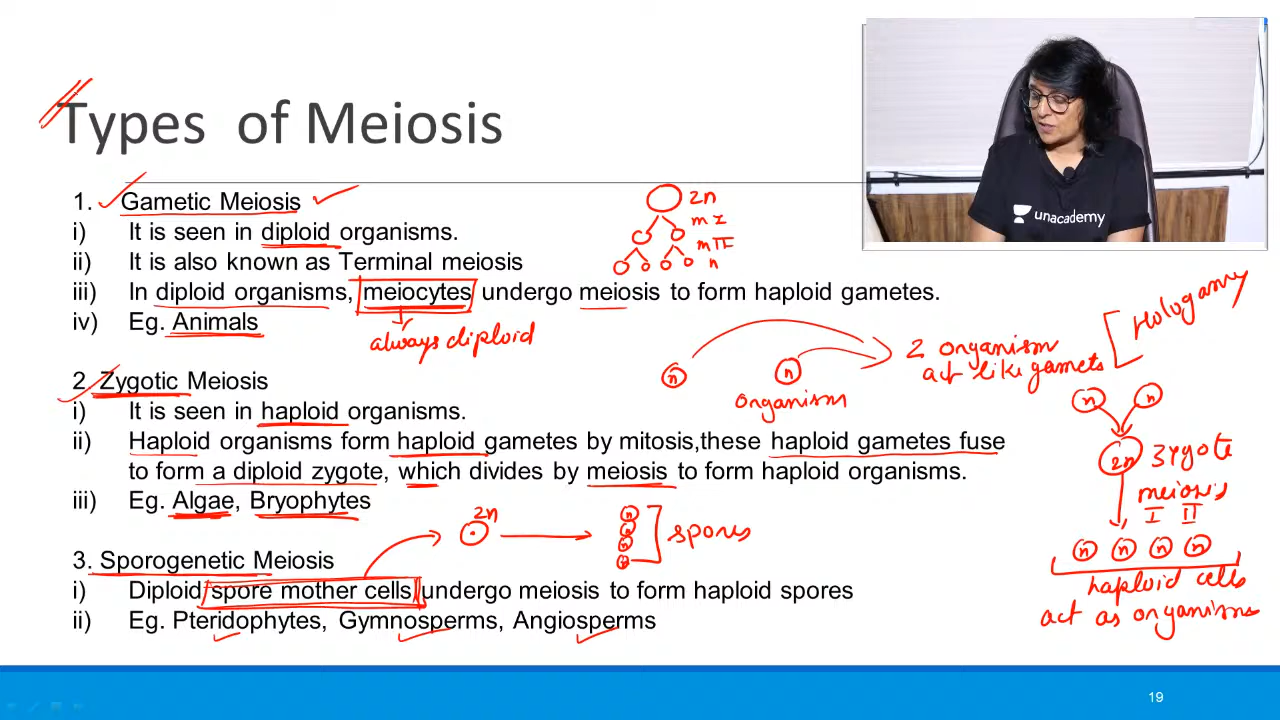 Types of Meiosis
unacademy
1. Gametic Meiosis
i) It is seen in diploid organisms.
ii) It is also known as Terminal meiosis
iii) In diploid organisms, meiocytes undergo meiosis to form haploid gametes.
iv) Eg. Animals
always diploid
2n
m I
m II
n
2 Zygotic Meiosis
i) It is seen in haploid organisms.
ii) Haploid organisms form haploid gametes by mitosis,these haploid gametes fuse
to form a diploid zygote, which divides by meiosis to form haploid organisms.
iii) Eg. Algae, Bryophytes
n
n
organism
2 organism
act like gamets
Hologamy
n n
2n zygote
meiosis
I II
n n n n
haploid cells
act as organisms
3. Sporogenetic Meiosis
i) Diploid spore mother cells undergo meiosis to form haploid spores
ii) Eg. Pteridophytes, Gymnosperms, Angiosperms
2n
n
n
n
n
spores
19